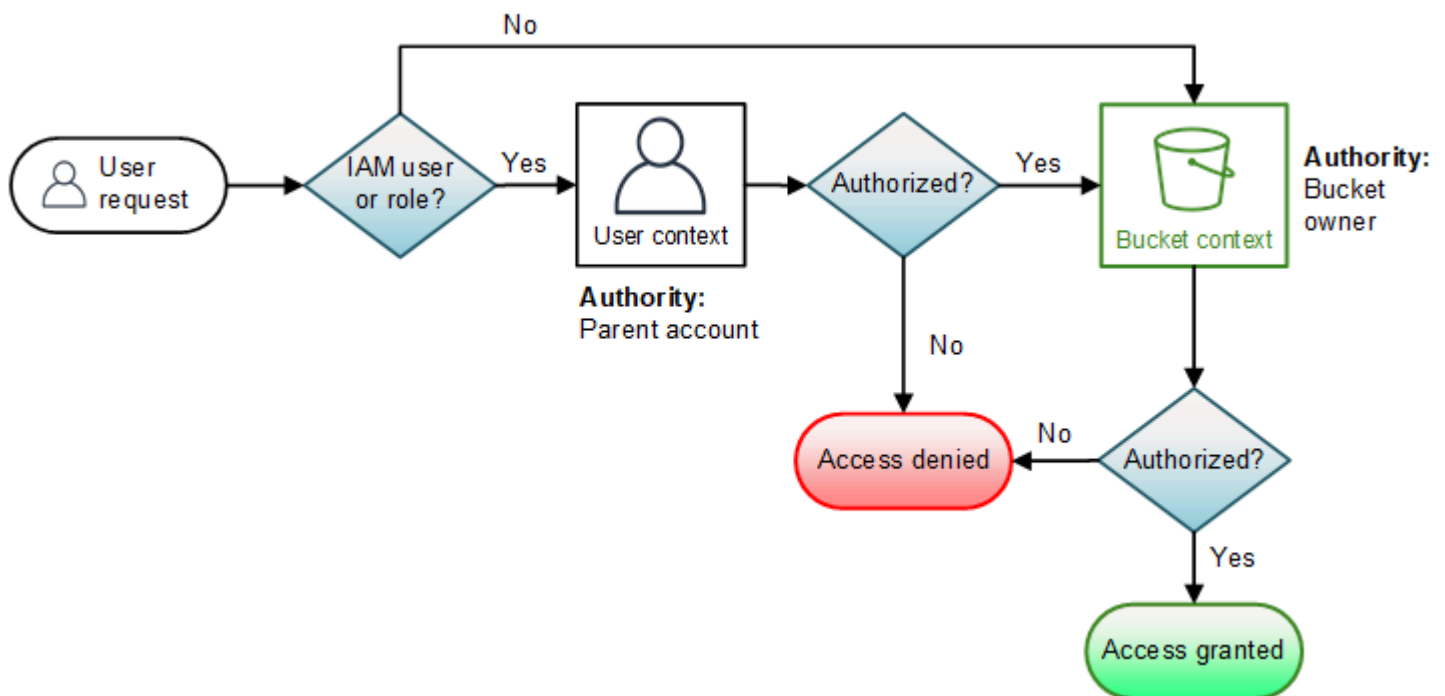 No
User
request
IAM user
or role?
Yes
User context
Authority:
Parent account
Authorized?
Yes
No
Bucket context
Authority:
Bucket
owner
Access denied
No
Authorized?
Yes
Access granted